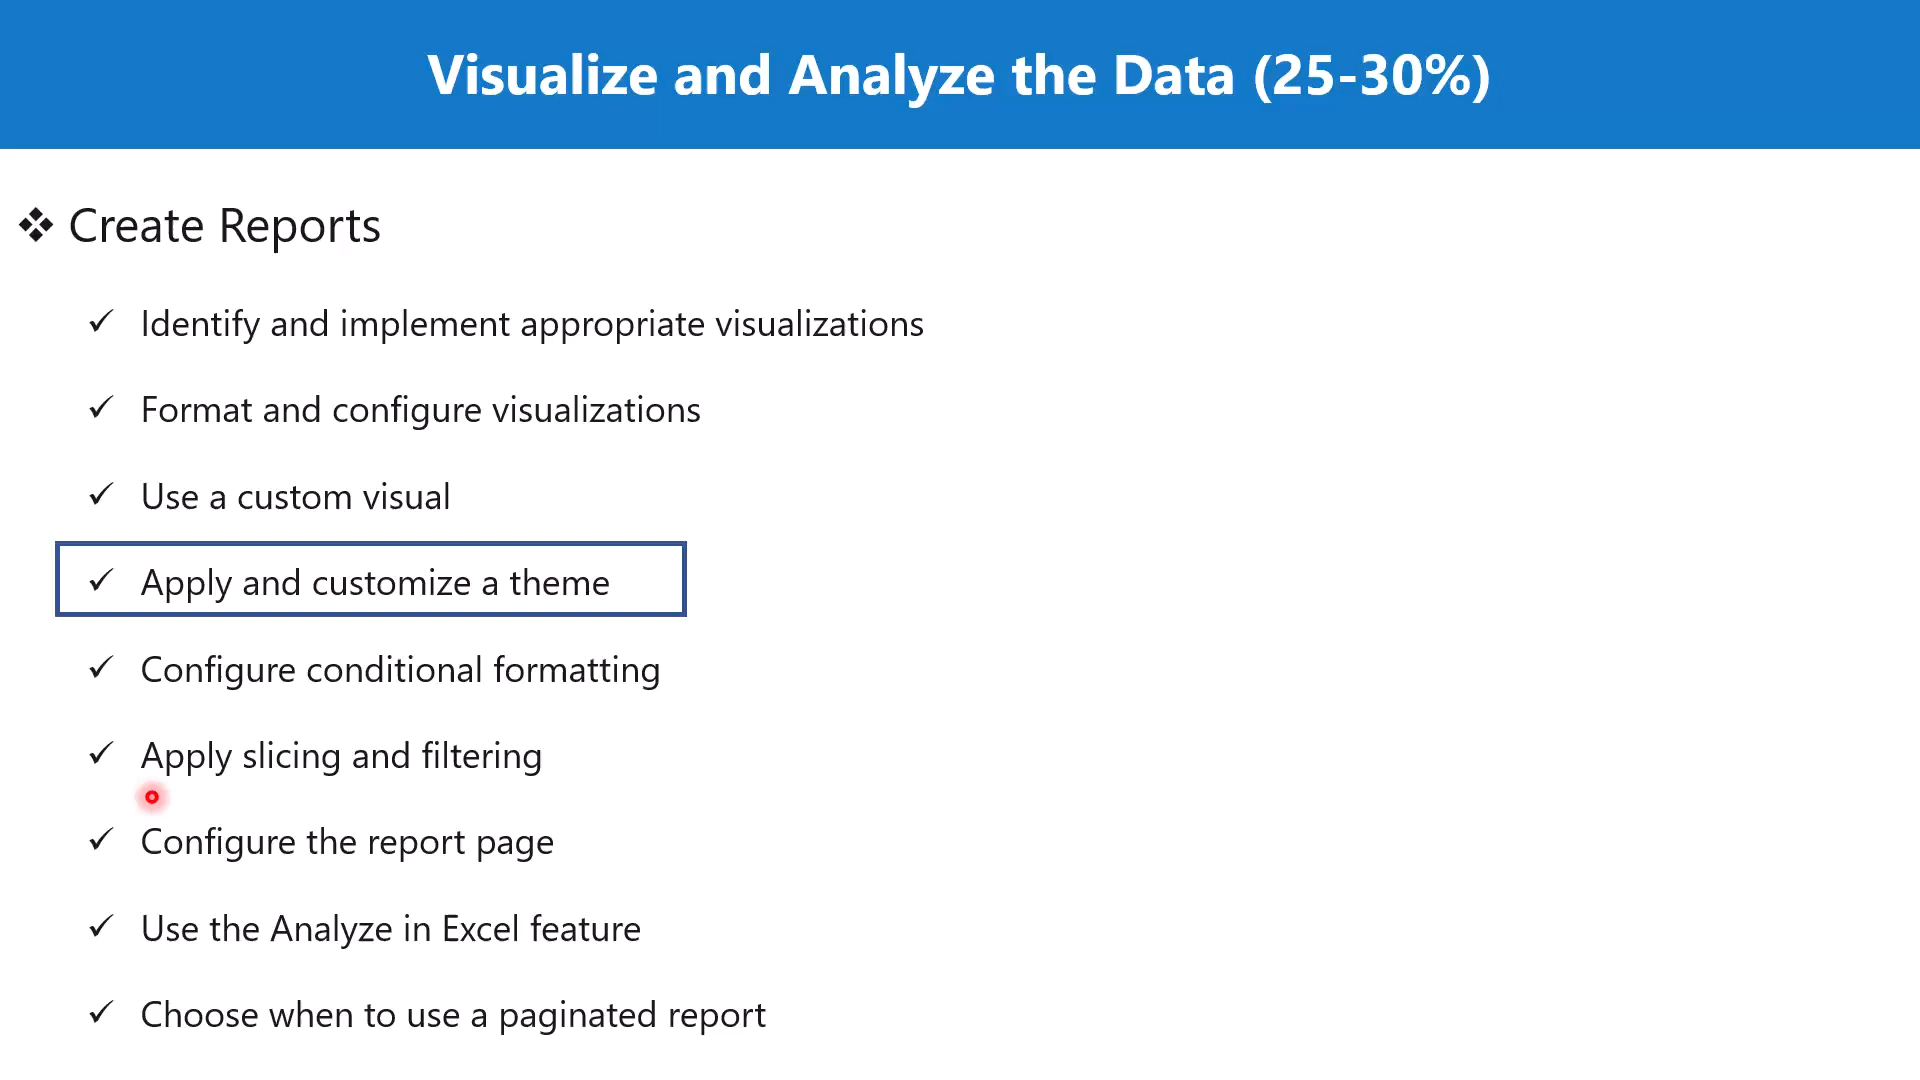 Visualize and Analyze the Data (25-30%)
❖ Create Reports
✓ Identify and implement appropriate visualizations
✓ Format and configure visualizations
✓ Use a custom visual
✓ Apply and customize a theme
✓ Configure conditional formatting
✓ Apply slicing and filtering
✓ Configure the report page
✓ Use the Analyze in Excel feature
✓ Choose when to use a paginated report